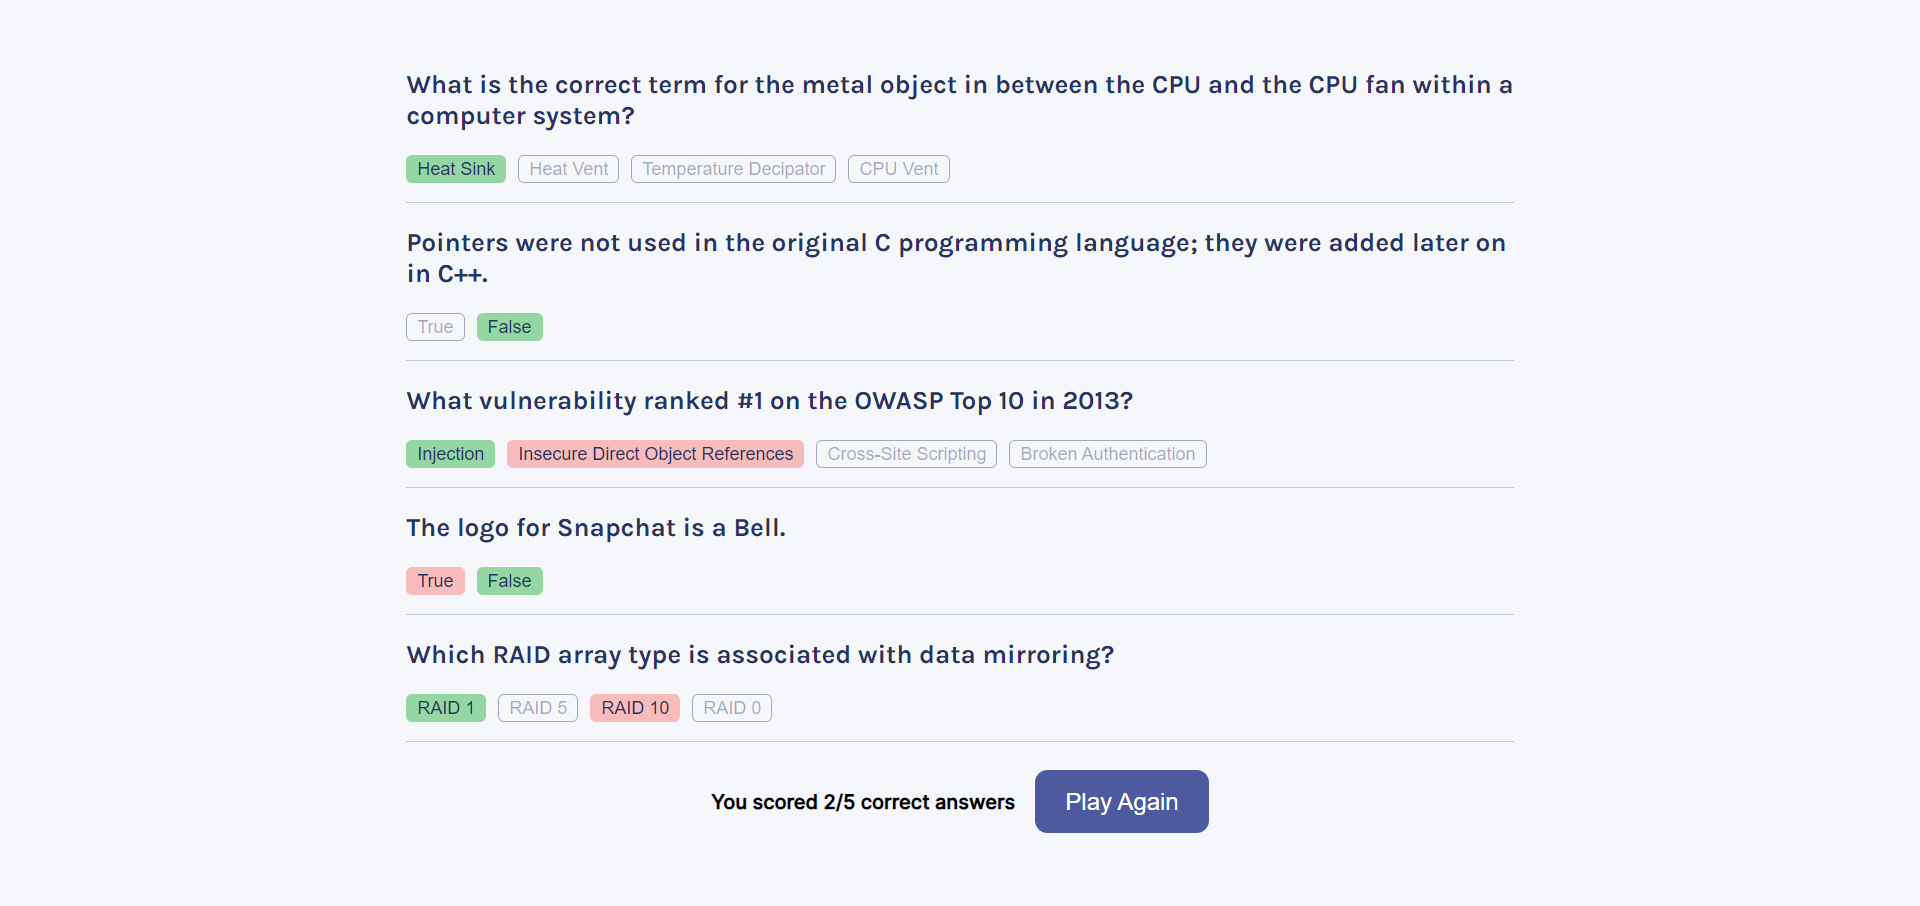 What is the correct term for the metal object in between the CPU and the CPU fan within a
computer system?
Heat Sink Heat Vent Temperature Decipator CPU Vent
Pointers were not used in the original C programming language; they were added later on
in C++.
True False
What vulnerability ranked #1 on the OWASP Top 10 in 2013?
Injection Insecure Direct Object References Cross-Site Scripting Broken Authentication
The logo for Snapchat is a Bell.
True False
Which RAID array type is associated with data mirroring?
RAID 1 RAID 5 RAID 10 RAID 0
You scored 2/5 correct answers Play Again